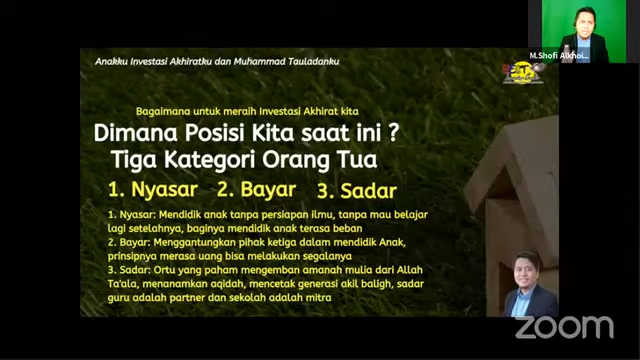 M.Shofi Alkhoi...
Anakku Investasi Akhiratku dan Muhammad Tauladanku
Bagaimana untuk meraih Investasi Akhirat kita
Dimana Posisi Kita saat ini ?
Tiga Kategori Orang Tua
1. Nyasar 2. Bayar 3. Sadar
1. Nyasar: Mendidik anak tanpa persiapan ilmu, tanpa mau belajar
lagi setelahnya, baginya mendidik anak terasa beban
2. Bayar: Menggantungkan pihak ketiga dalam mendidik Anak,
prinsipnya merasa uang bisa melakukan segalanya
3. Sadar: Ortu yang paham mengemban amanah mulia dari Allah
Ta'ala, menanamkan aqidah, mencetak generasi akil baligh, sadar
guru adalah partner dan sekolah adalah mitra
zoom